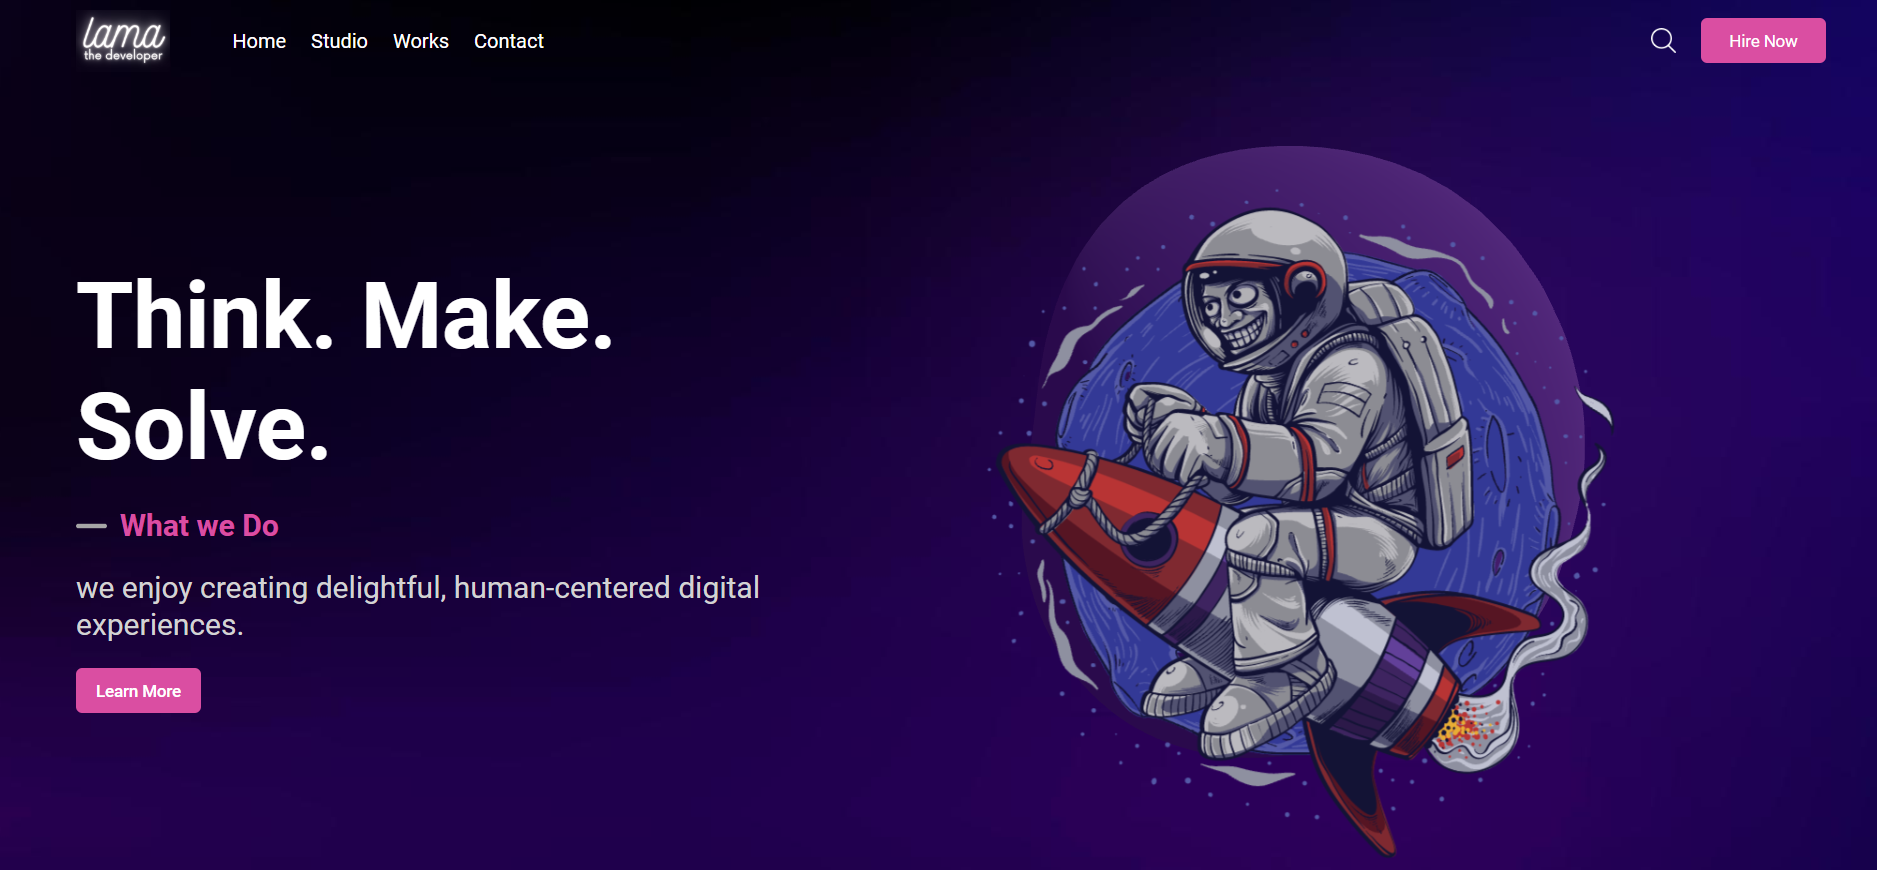 lama
the developer
Home Studio Works Contact
Hire Now
Think. Make.
Solve.
What we Do
we enjoy creating delightful, human-centered digital
experiences.
Learn More